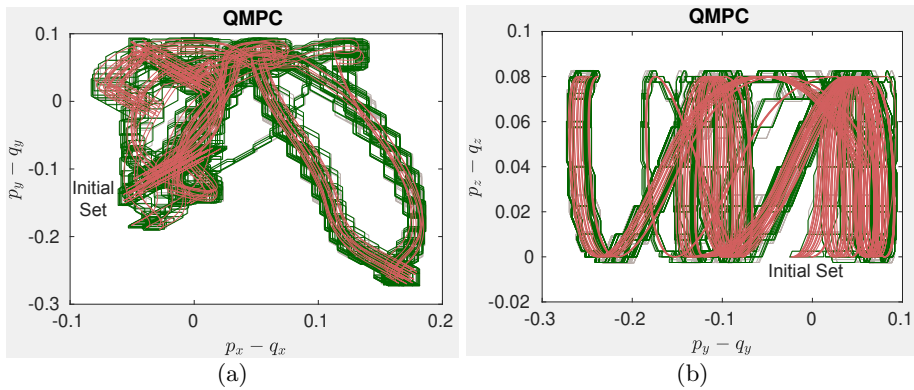 QMPC
0.1
0
-0.1
-0.2
-0.3
p_y − q_y
Initial
Set
-0.1
0
0.1
0.2
p_x − q_x
(a)
QMPC
0.1
0.08
0.06
0.04
0.02
0
-0.02
p_z − q_z
Initial Set
-0.3
-0.2
-0.1
0
0.1
p_y − q_y
(b)